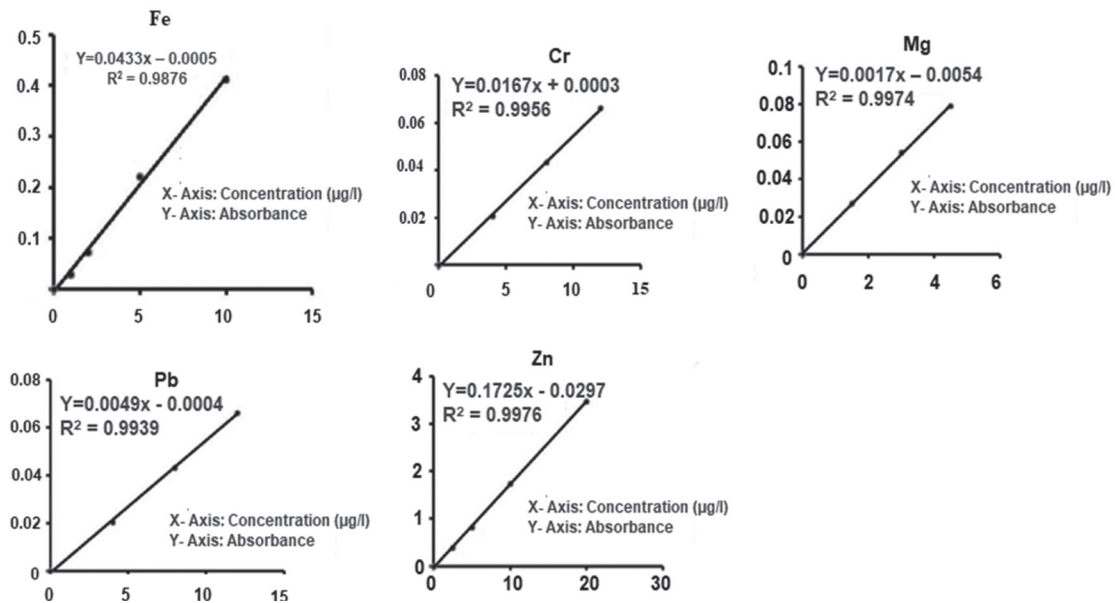 Fe
Y=0.0433x – 0.0005
R² = 0.9876
0.5
0.4
0.3
0.2
0.1
0
X- Axis: Concentration (µg/l)
Y- Axis: Absorbance
0 5 10 15
Cr
Y=0.0167x + 0.0003
R² = 0.9956
0.08
0.06
0.04
0.02
X- Axis: Concentration (µg/l)
Y- Axis: Absorbance
0 5 10 15
Mg
Y=0.0017x – 0.0054
R² = 0.9974
0.1
0.08
0.06
0.04
0.02
0
X- Axis: Concentration (µg/l)
Y- Axis: Absorbance
0 2 4 6
Pb
Y=0.0049x - 0.0004
R² = 0.9939
0.08
0.06
0.04
0.02
0
X- Axis: Concentration (µg/l)
Y- Axis: Absorbance
0 5 10 15
Zn
Y=0.1725x - 0.0297
R² = 0.9976
4
3
2
1
0
X- Axis: Concentration (µg/l)
Y- Axis: Absorbance
0 10 20 30